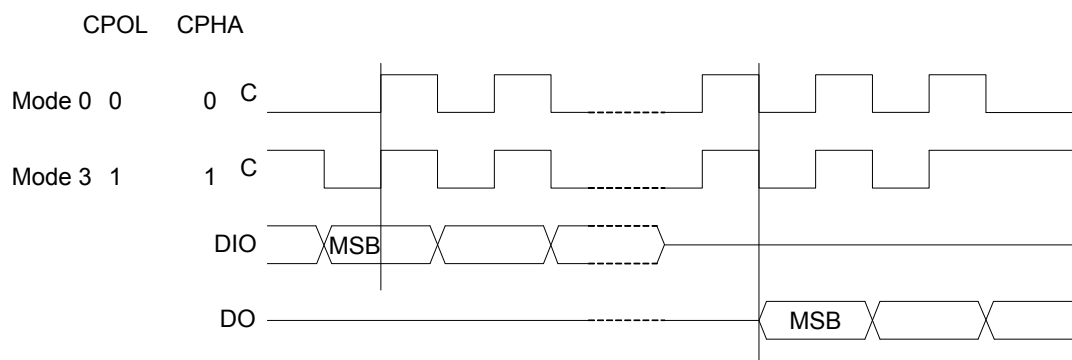 CPOL CPHA
Mode 0 0 0 C
Mode 3 1 1 C
DIO MSB
DO MSB